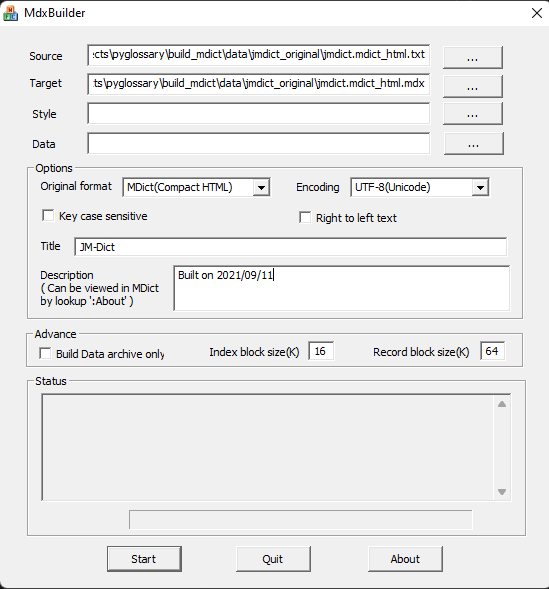 MdxBuilder
Source
cts\pyglossary\build_mdict\data\jmdict_original\jmdict.mdict_html.txt
...
Target
ts\pyglossary\build_mdict\data\jmdict_original\jmdict.mdict_html.mdx
...
Style
...
Data
...
Options
Original format MDict(Compact HTML) Encoding UTF-8(Unicode)
Key case sensitive Right to left text
Title JM-Dict
Description Built on 2021/09/11
( Can be viewed in MDict
by lookup ':About' )
Advance
Build Data archive only Index block size(K) 16 Record block size(K) 64
Status
Start Quit About